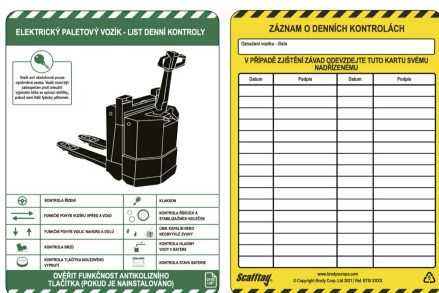 ELEKTRICKÝ PALETOVÝ VOZÍK - LIST DENNÍ KONTROLY
Vozík smí obsluhovat pouze
oprávněná osoba. Vozík musí být
zabezpečen proti zneužití
vyjmutím klíče ze spínací skříňky,
pokud není řidič fyzicky přítomen.
KONTROLA ŘÍZENÍ
KLAKSON
FUNKČNÍ POHYB VOZÍKU VPŘED A VZAD
KONTROLA ŘÍDÍCÍCH A
STABILIZAČNÍCH KOLEČEK
FUNKČNÍ POHYB VIDLIC NAHORU A DOLŮ
ÚNIK KAPALIN NEBO
NEOBVYKLÉ ZVUKY
KONTROLA BRZD
KONTROLA HLADINY
VODY V BATERII
KONTROLA TLAČÍTKA NOUZOVÉHO
VYPNUTÍ
KONTROLA STAVU BATERIE
OVĚŘIT FUNKČNOST ANTIKOLIZNÍHO
TLAČÍTKA (POKUD JE NAINSTALOVÁNO)
ZÁZNAM O DENNÍCH KONTROLÁCH
Označení vozíku - číslo
V PŘÍPADĚ ZJIŠTĚNÍ ZÁVAD ODEVZDEJTE TUTO KARTU SVÉMU
NADŘÍZENÉMU
Datum Podpis Datum Podpis
Scafftag.
www.bradyeurope.com
© Copyright Brady Corp. Ltd 2021 | Ref: ETB/XXXX